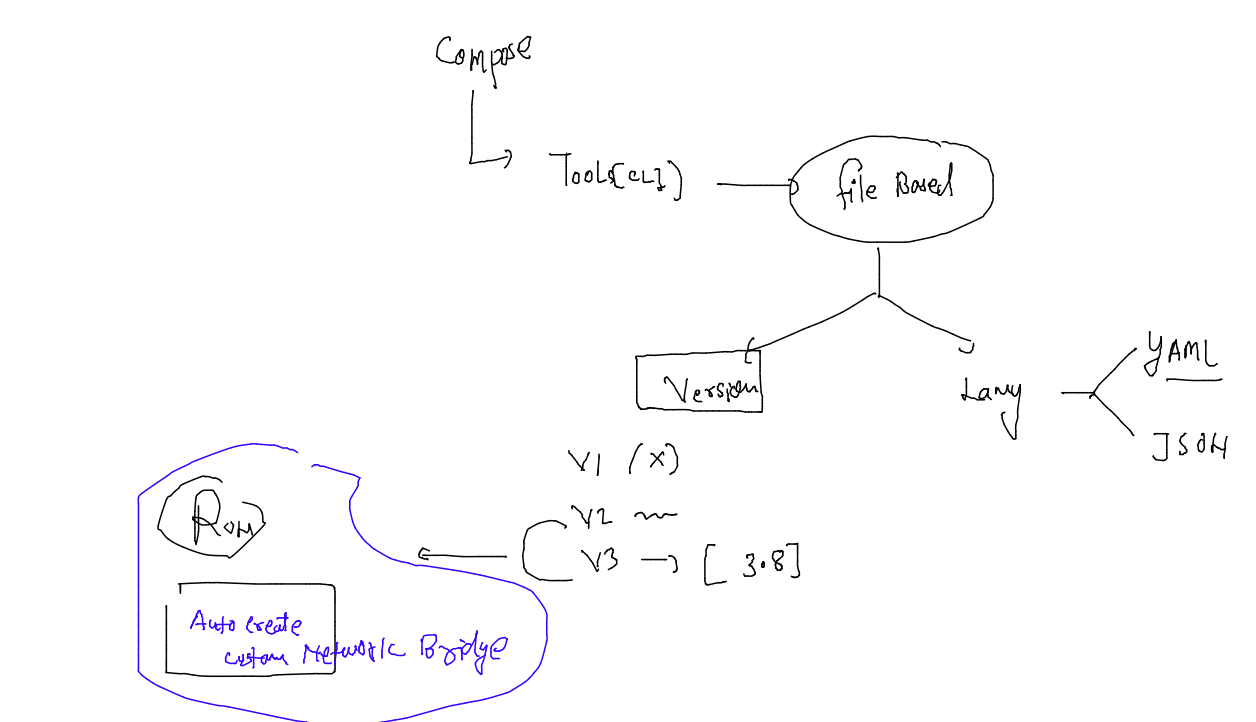 Compose
Tools[CLI]
file Based
Version
Lang
YAML
JSON
V1 (x)
V2
V3 → [ 3.8]
Run
Auto create
custom Network Bridge